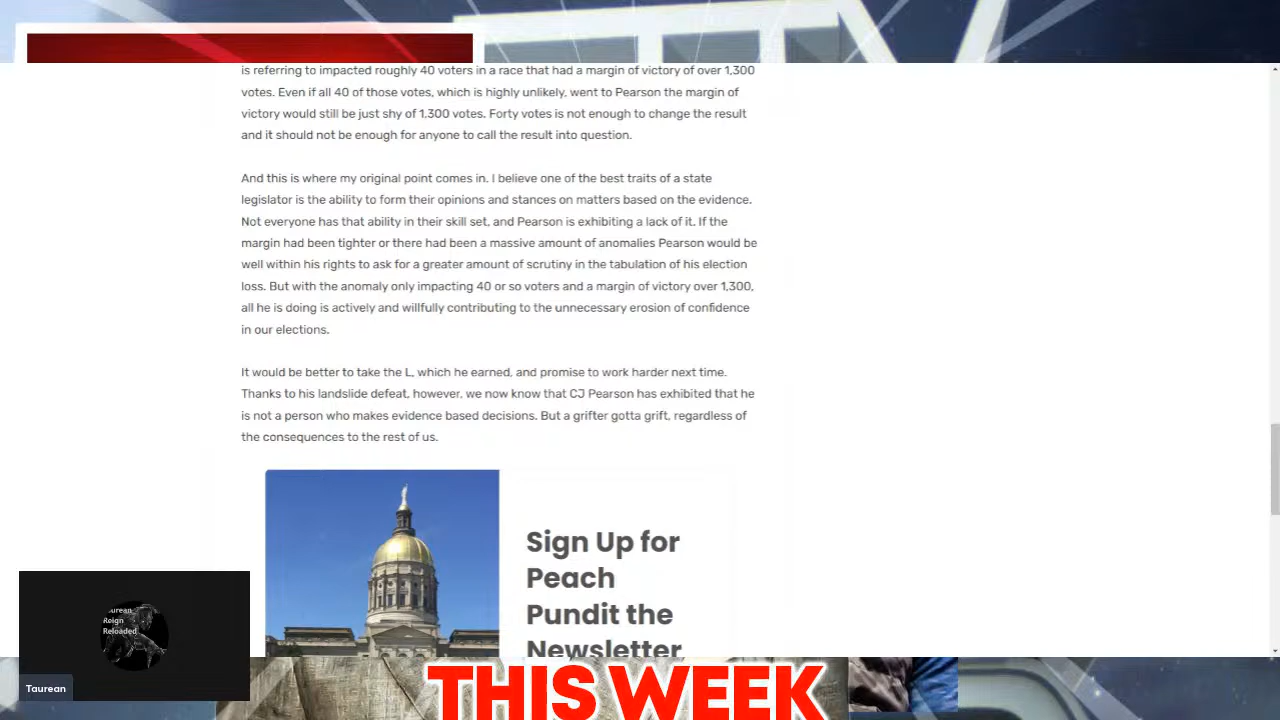 is referring to impacted roughly 40 voters in a race that had a margin of victory of over 1,300
votes. Even if all 40 of those votes, which is highly unlikely, went to Pearson the margin of
victory would still be just shy of 1,300 votes. Forty votes is not enough to change the result
and it should not be enough for anyone to call the result into question.
And this is where my original point comes in. I believe one of the best traits of a state
legislator is the ability to form their opinions and stances on matters based on the evidence.
Not everyone has that ability in their skill set, and Pearson is exhibiting a lack of it. If the
margin had been tighter or there had been a massive amount of anomalies Pearson would be
well within his rights to ask for a greater amount of scrutiny in the tabulation of his election
loss. But with the anomaly only impacting 40 or so voters and a margin of victory over 1,300,
all he is doing is actively and willfully contributing to the unnecessary erosion of confidence
in our elections.
It would be better to take the L, which he earned, and promise to work harder next time.
Thanks to his landslide defeat, however, we now know that CJ Pearson has exhibited that he
is not a person who makes evidence based decisions. But a grifter gotta grift, regardless of
the consequences to the rest of us.
Sign Up for
Peach
Pundit the
Newsletter
Reign
Reloaded
Taurean
THIS WEEK